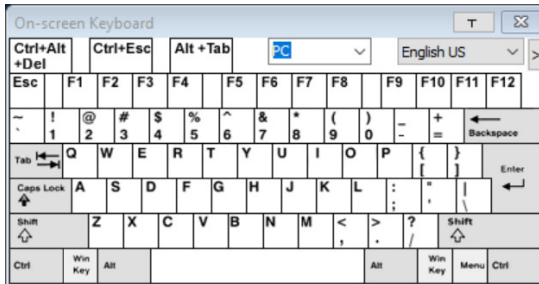 On-screen Keyboard T
Ctrl+Alt +Del Ctrl+Esc Alt +Tab PC English US >
Esc F1 F2 F3 F4 F5 F6 F7 F8 F9 F10 F11 F12
~ ` ! 1 @ 2 # 3 $ 4 % 5 ^ 6 & 7 * 8 ( 9 ) 0 _ - + = Backspace
Tab Q W E R T Y U I O P { [ } ] Enter
Caps Lock A S D F G H J K L : ; " ' | \
Shift Z X C V B N M < , > . ? / Shift
Ctrl Win Key Alt Alt Win Key Menu Ctrl